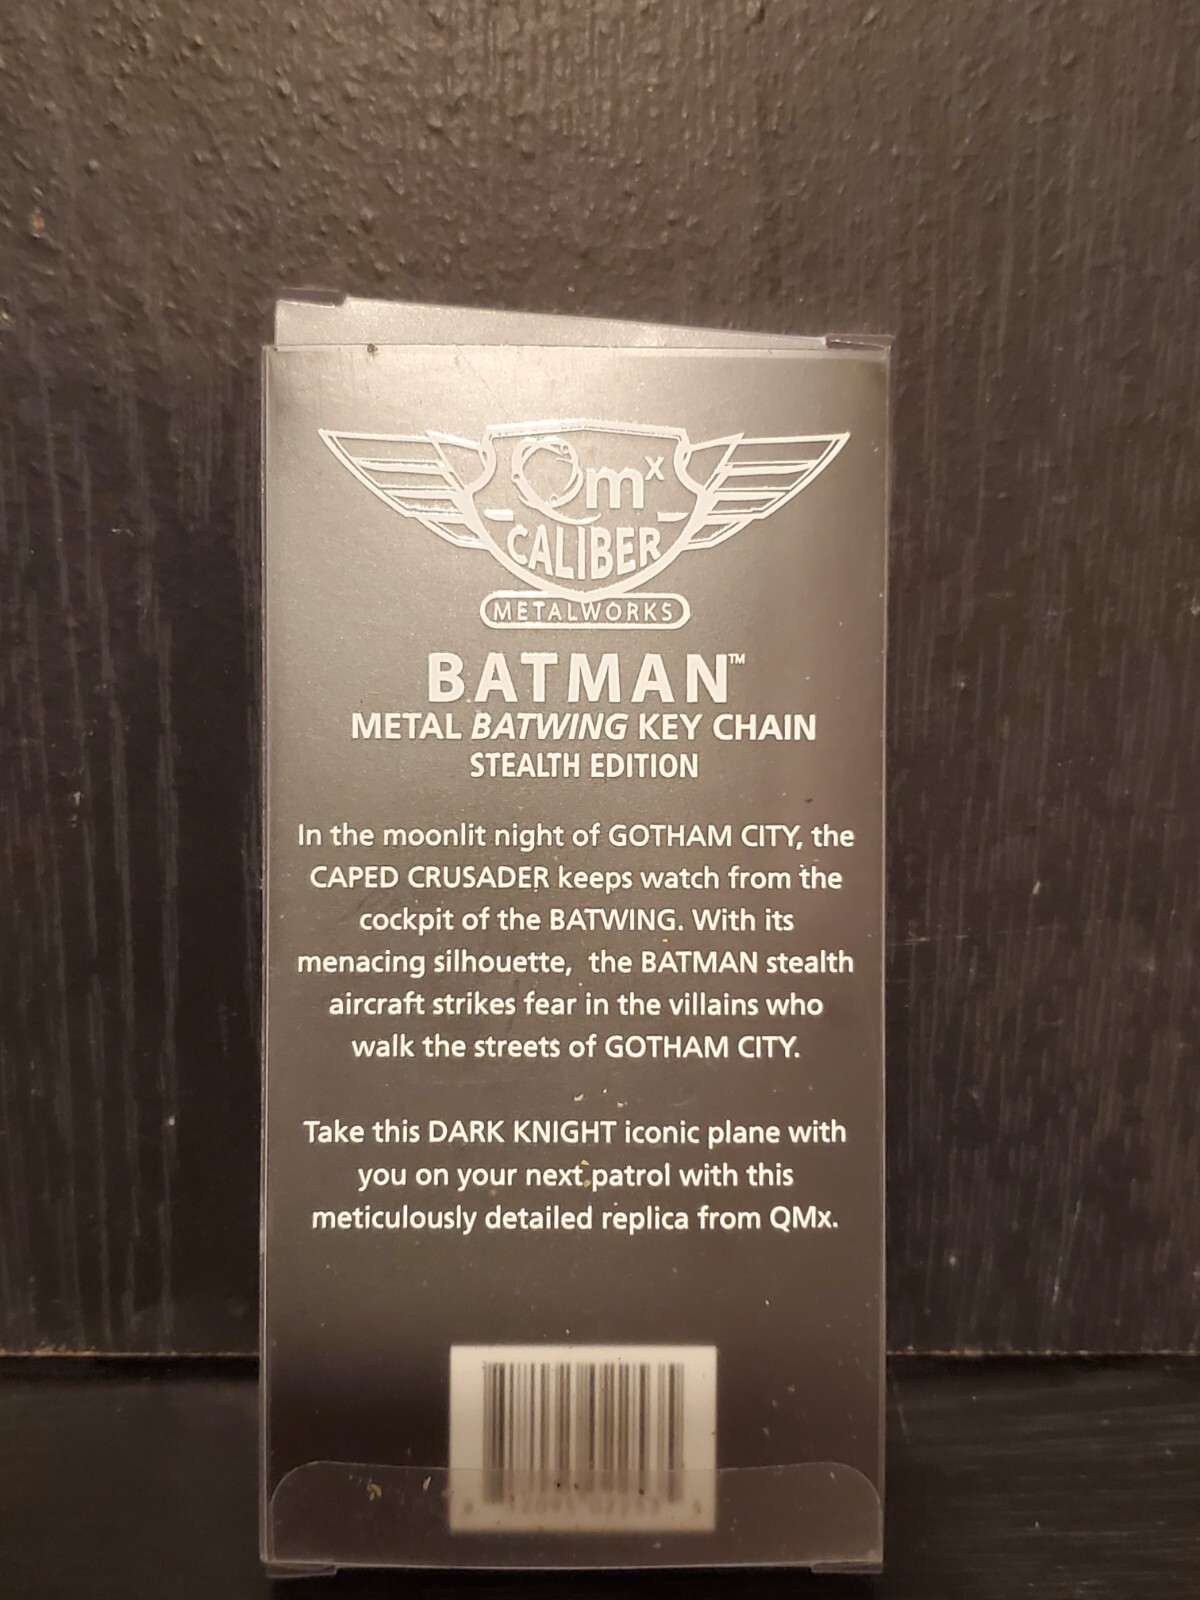 Qmx
CALIBER
METALWORKS
BATMAN™
METAL BATWING KEY CHAIN
STEALTH EDITION
In the moonlit night of GOTHAM CITY, the
CAPED CRUSADER keeps watch from the
cockpit of the BATWING. With its
menacing silhouette,  the BATMAN stealth
aircraft strikes fear in the villains who
walk the streets of GOTHAM CITY.
Take this DARK KNIGHT iconic plane with
you on your next patrol with this
meticulously detailed replica from QMx.